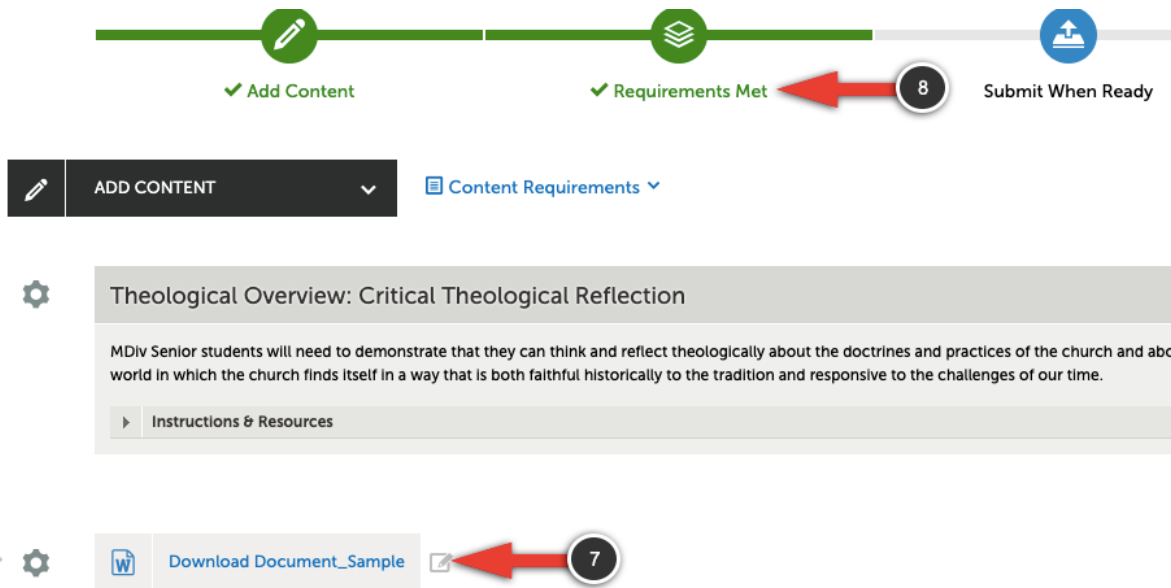 Add Content
Requirements Met
8
Submit When Ready
ADD CONTENT
Content Requirements
Theological Overview: Critical Theological Reflection
MDiv Senior students will need to demonstrate that they can think and reflect theologically about the doctrines and practices of the church and
world in which the church finds itself in a way that is both faithful historically to the tradition and responsive to the challenges of our time.
Instructions & Resources
W
Download Document_Sample
7